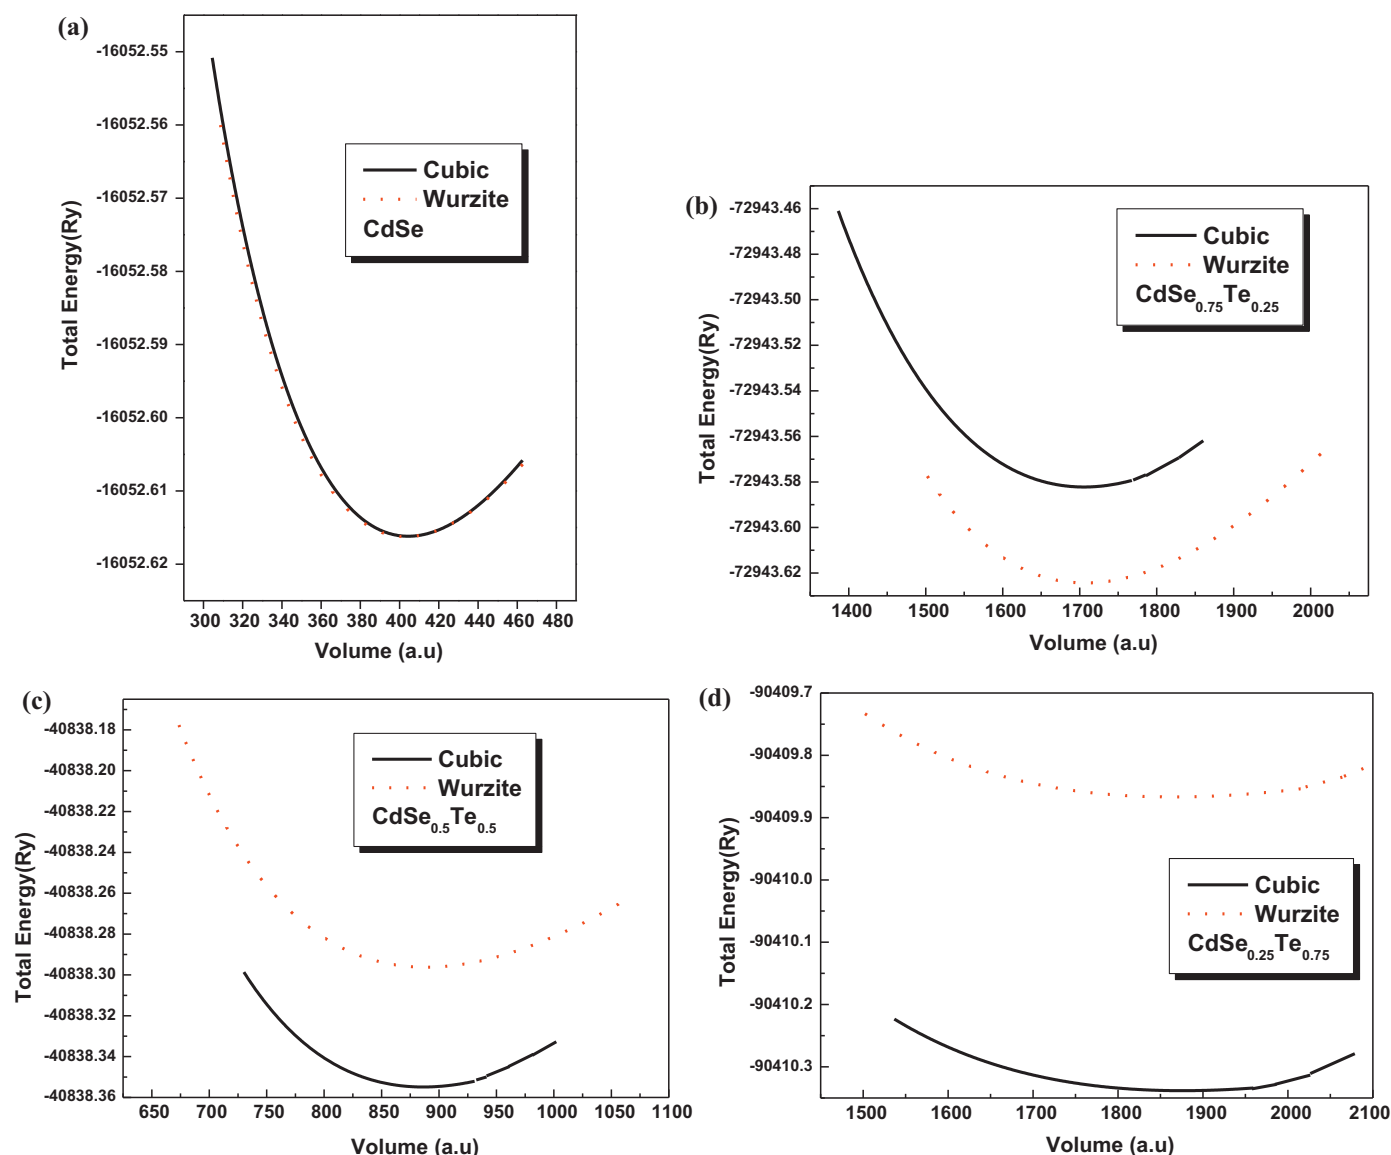 (a)
-16052.55
-16052.56
-16052.57
-16052.58
-16052.59
-16052.60
-16052.61
-16052.62
Total Energy(Ry)
Cubic
Wurzite
CdSe
300 320 340 360 380 400 420 440 460 480
Volume (a.u)
(b)
-72943.46
-72943.48
-72943.50
-72943.52
-72943.54
-72943.56
-72943.58
-72943.60
-72943.62
Total Energy(Ry)
Cubic
Wurzite
CdSe0.75Te0.25
1400 1500 1600 1700 1800 1900 2000
Volume (a.u)
(c)
-40838.18
-40838.20
-40838.22
-40838.24
-40838.26
-40838.28
-40838.30
-40838.32
-40838.34
-40838.36
Total Energy(Ry)
Cubic
Wurzite
CdSe0.5Te0.5
650 700 750 800 850 900 950 1000 1050 1100
Volume (a.u)
(d)
-90409.7
-90409.8
-90409.9
-90410.0
-90410.1
-90410.2
-90410.3
Total Energy(Ry)
Cubic
Wurzite
CdSe0.25Te0.75
1500 1600 1700 1800 1900 2000 2100
Volume (a.u)